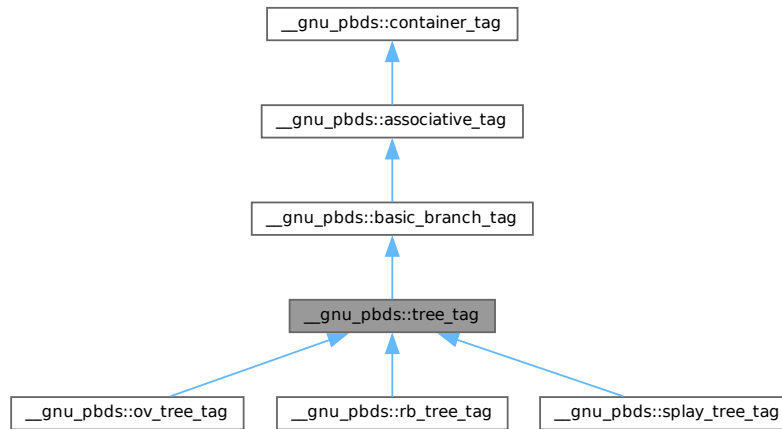 __gnu_pbds::container_tag
__gnu_pbds::associative_tag
__gnu_pbds::basic_branch_tag
__gnu_pbds::tree_tag
__gnu_pbds::ov_tree_tag
__gnu_pbds::rb_tree_tag
__gnu_pbds::splay_tree_tag